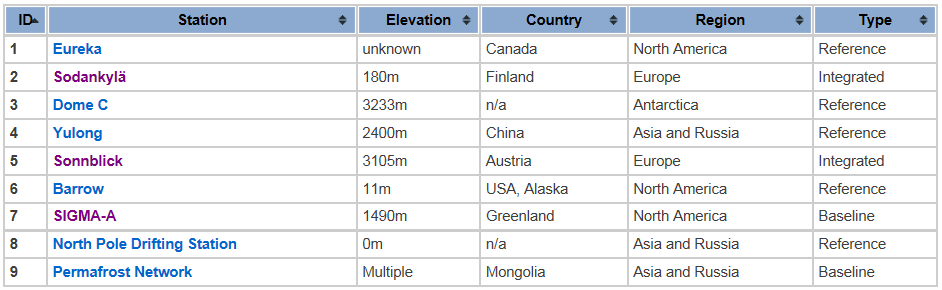 ID Station Elevation Country Region Type
1 Eureka unknown Canada North America Reference
2 Sodankylä 180m Finland Europe Integrated
3 Dome C 3233m n/a Antarctica Reference
4 Yulong 2400m China Asia and Russia Reference
5 Sonnblick 3105m Austria Europe Integrated
6 Barrow 11m USA, Alaska North America Reference
7 SIGMA-A 1490m Greenland North America Baseline
8 North Pole Drifting Station 0m n/a Asia and Russia Reference
9 Permafrost Network Multiple Mongolia Asia and Russia Baseline